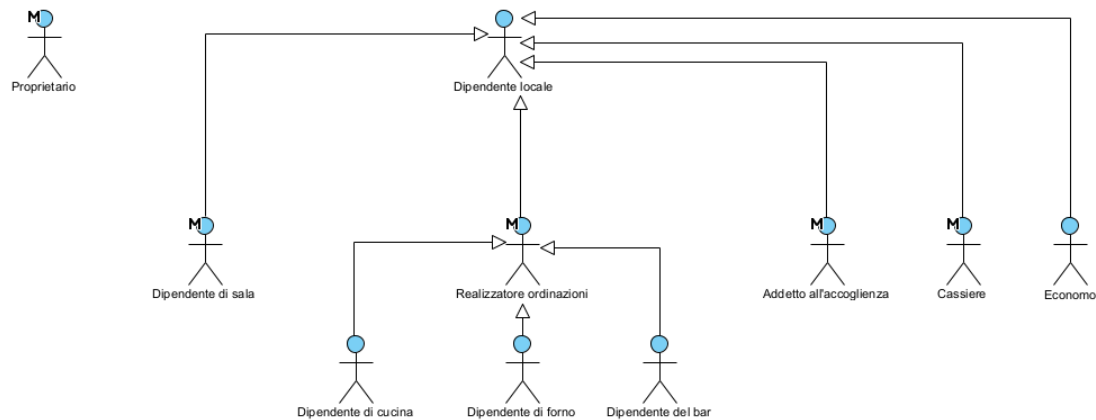 M
Proprietario
Dipendente locale
M
Dipendente di sala
M
Realizzatore ordinazioni
M
Addetto all'accoglienza
M
Cassiere
Economo
Dipendente di cucina
Dipendente di forno
Dipendente del bar